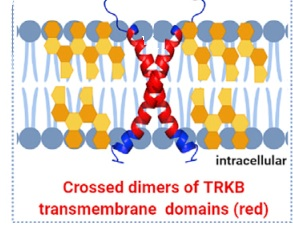 intracellular
Crossed dimers of TRKB
transmembrane domains (red)